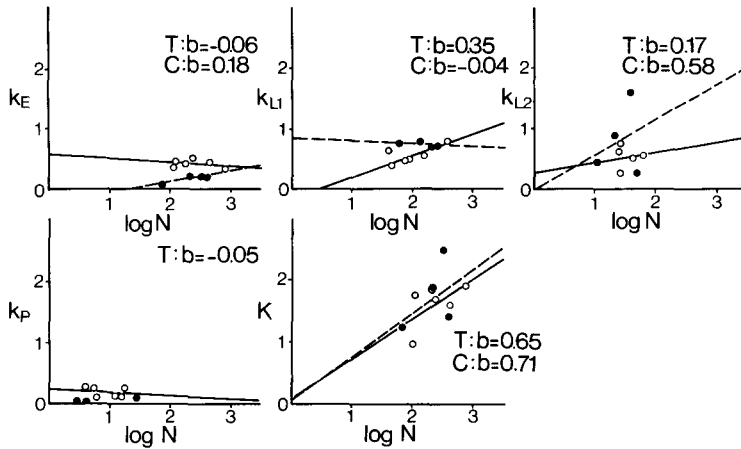 T:b=-0.06
C:b=0.18
kE
2
1
0
1
2
3
log N
T:b=0.35
C:b=-0.04
kL1
2
1
0
1
2
3
log N
T:b=0.17
C:b=0.58
kL2
2
1
0
1
2
3
log N
T:b=-0.05
kP
2
1
0
1
2
3
log N
K
2
1
0
T:b=0.65
C:b=0.71
1
2
3
log N